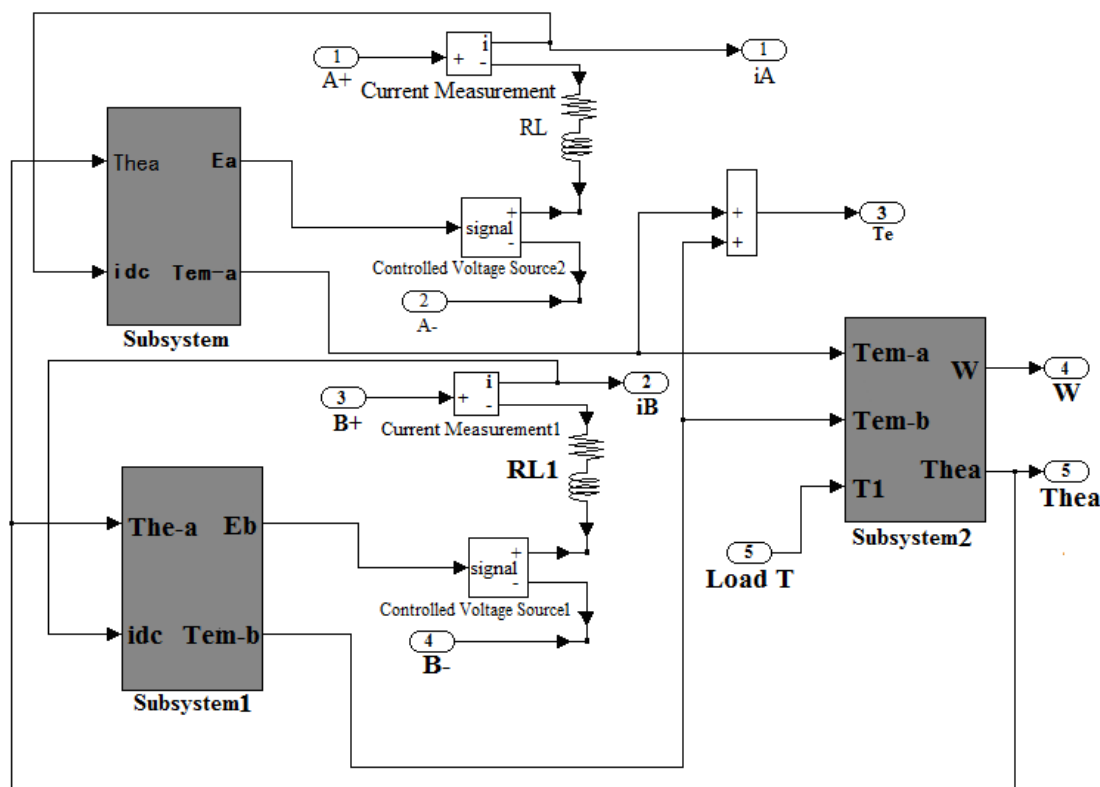 1
A+
+ i -
Current Measurement
1
iA
RL
Thea Ea
idc Tem-a
Subsystem
signal + -
Controlled Voltage Source2
2
A-
+
+
3
Te
Tem-a
Tem-b
T1
W
Thea
Subsystem2
4
W
5
Thea
5
Load T
3
B+
+ i -
Current Measurement1
2
iB
RL1
The-a Eb
idc Tem-b
Subsystem1
signal + -
Controlled Voltage Source1
4
B-